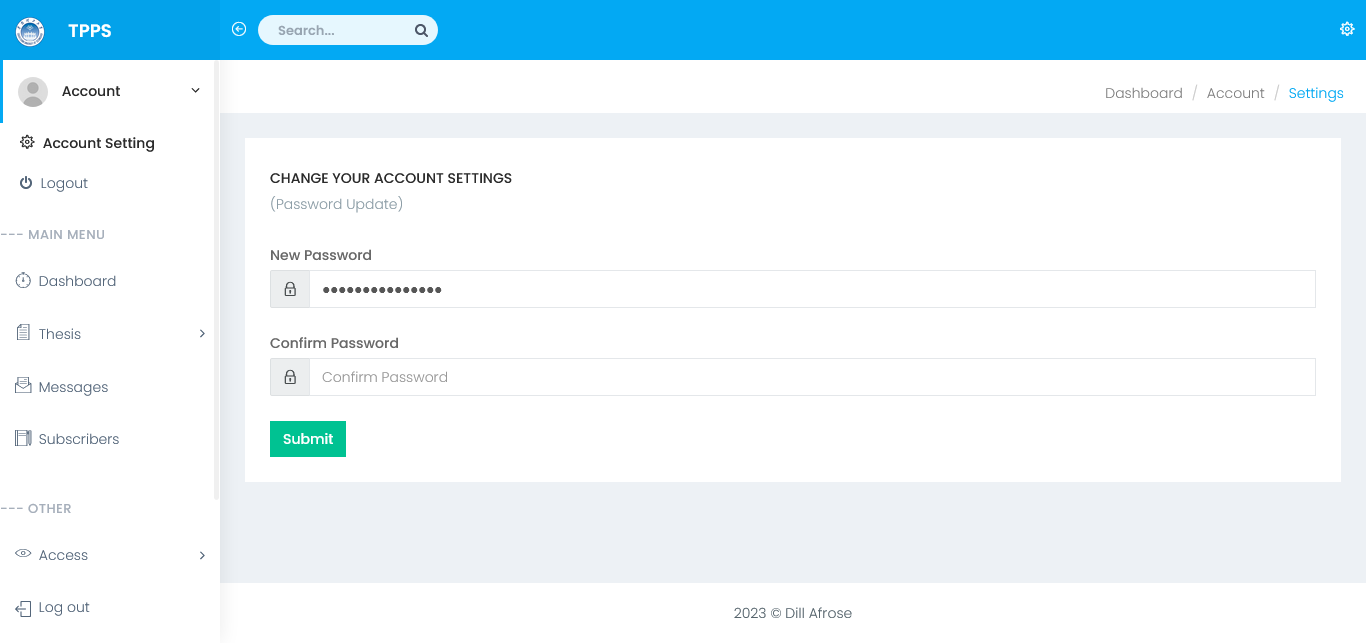 TPPS
Search...
Account
Dashboard / Account / Settings
Account Setting
Logout
--- MAIN MENU
Dashboard
Thesis
Messages
Subscribers
--- OTHER
Access
Log out
CHANGE YOUR ACCOUNT SETTINGS
(Password Update)
New Password
•••••••••••••••
Confirm Password
Confirm Password
Submit
2023 © Dill Afrose